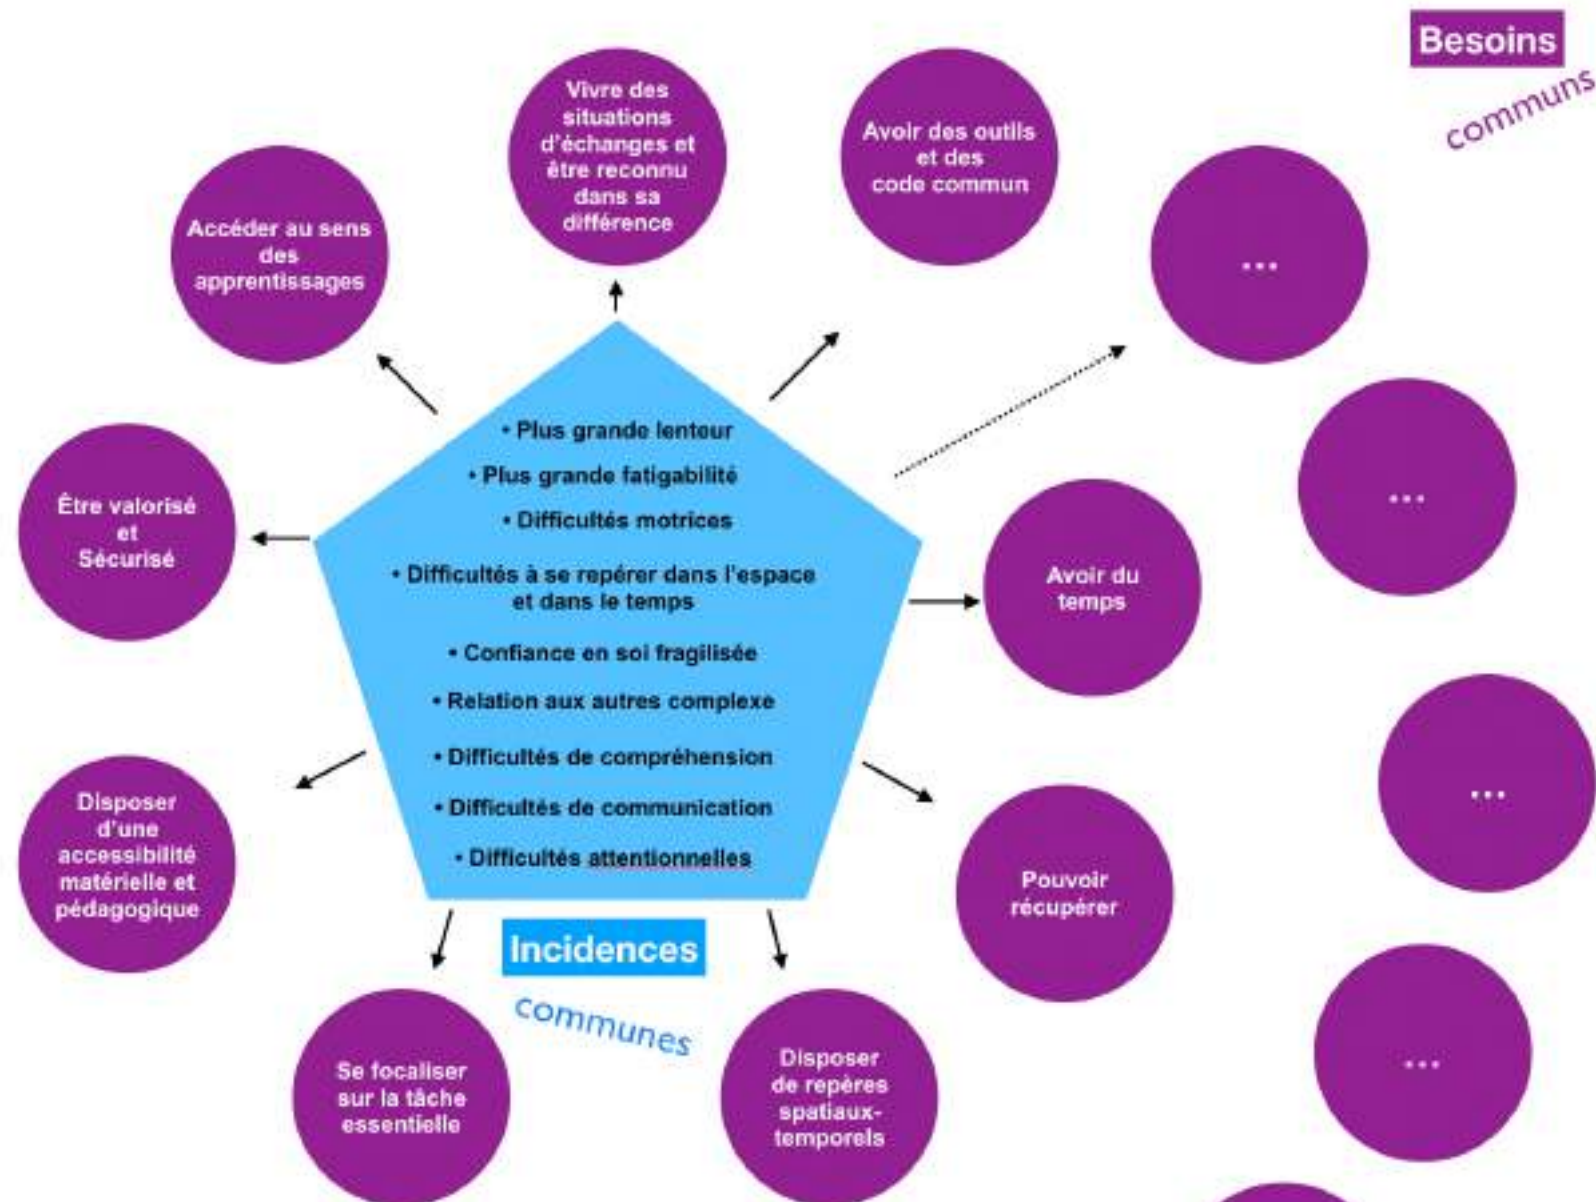 Besoins
communs
Vivre des
situations
d'échanges et
être reconnu
dans sa
différence
Avoir des outils
et des
code commun
...
Accéder au sens
des
apprentissages
...
Être valorisé
et
Sécurisé
Avoir du
temps
...
Disposer
d'une
accessibilité
matérielle et
pédagogique
Pouvoir
récupérer
...
Se focaliser
sur la tâche
essentielle
Disposer
de repères
spatiaux-
temporels
• Plus grande lenteur
• Plus grande fatigabilité
• Difficultés motrices
• Difficultés à se repérer dans l'espace
et dans le temps
• Confiance en soi fragilisée
• Relation aux autres complexe
• Difficultés de compréhension
• Difficultés de communication
• Difficultés attentionnelles
Incidences
communes